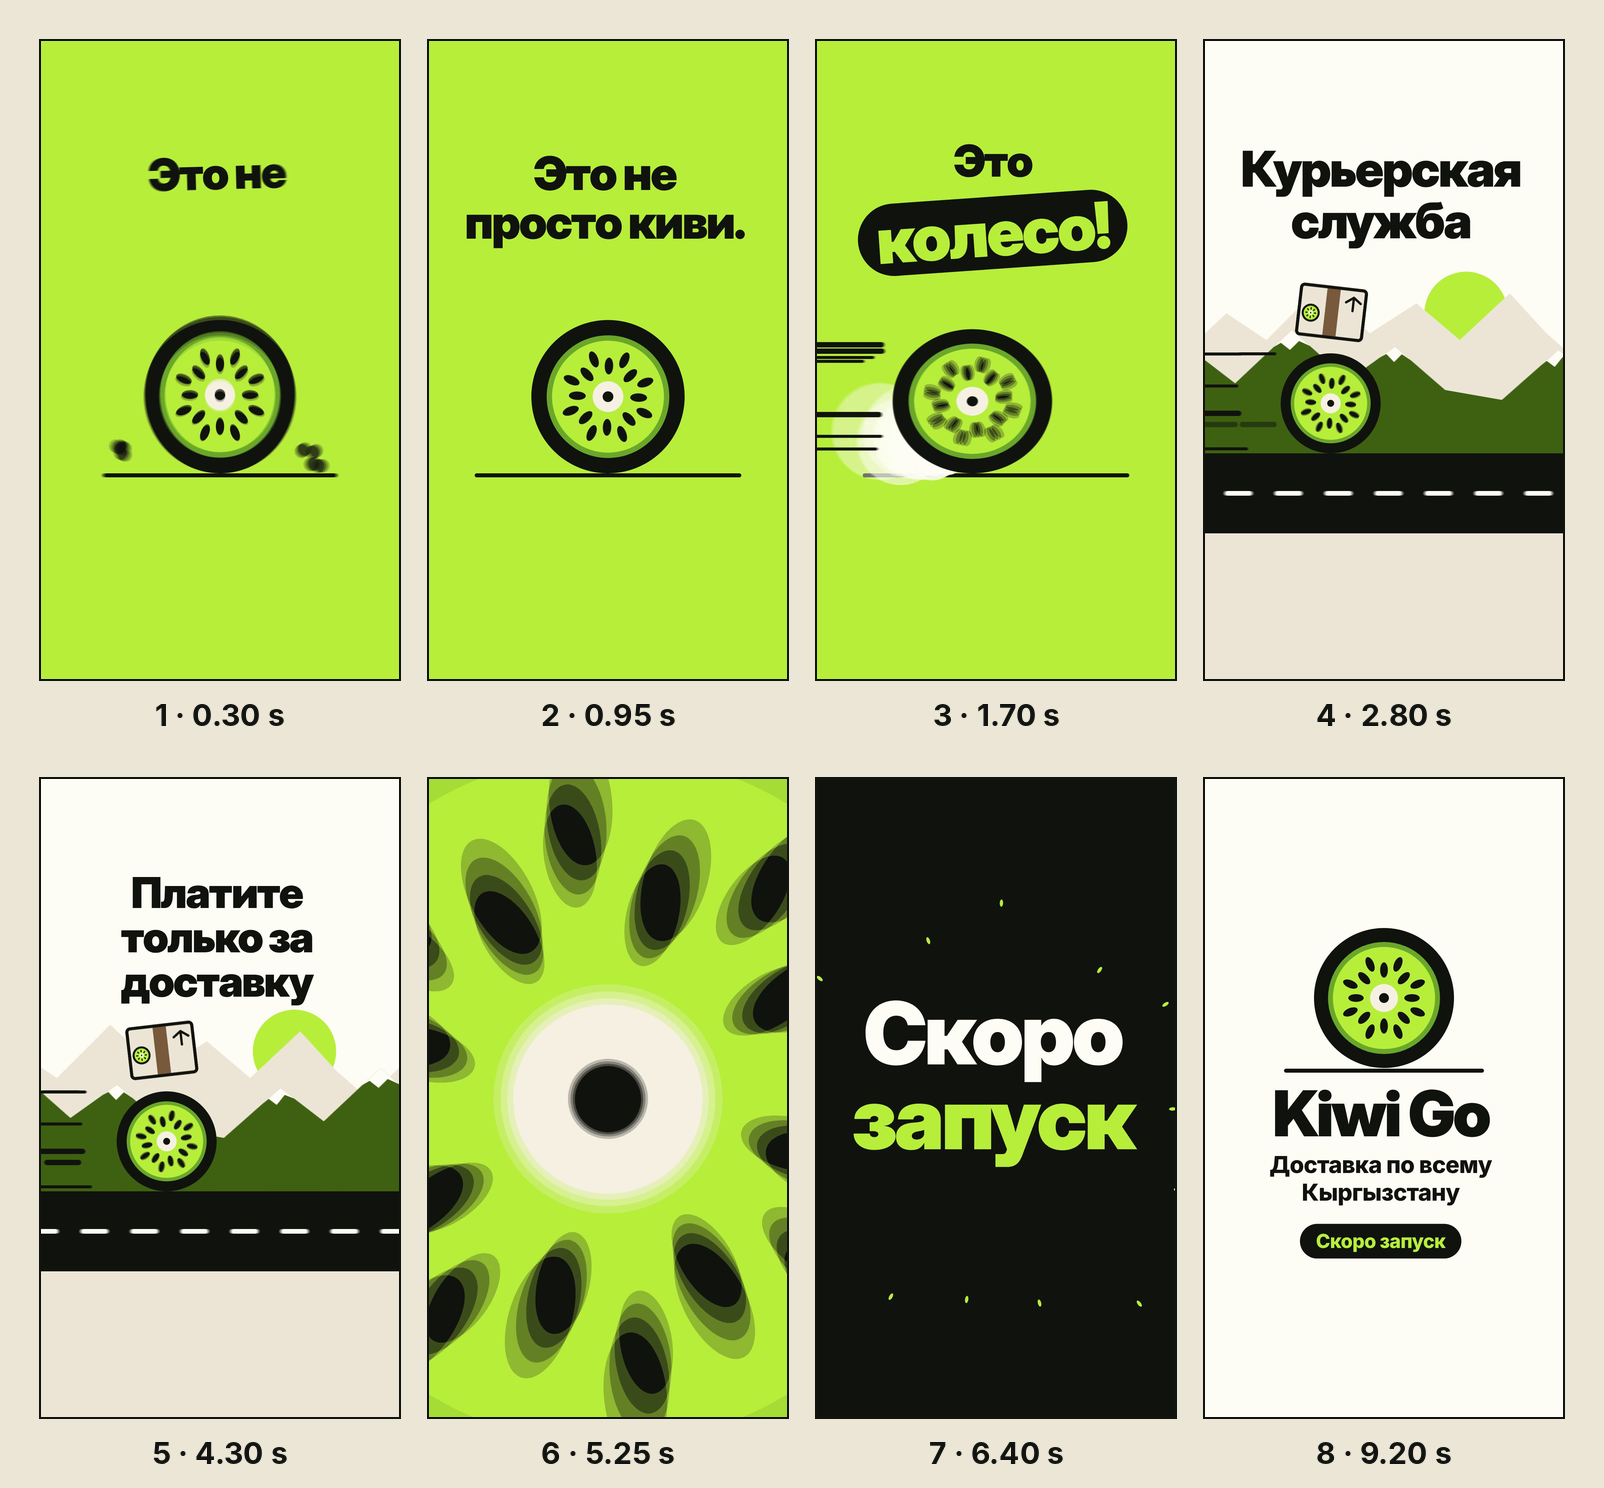 Это не
1 · 0.30 s
Это не
просто киви.
2 · 0.95 s
Это
колесо!
3 · 1.70 s
Курьерская
служба
4 · 2.80 s
Платите
только за
доставку
5 · 4.30 s
6 · 5.25 s
Скоро
запуск
7 · 6.40 s
Kiwi Go
Доставка по всему
Кыргызстану
Скоро запуск
8 · 9.20 s